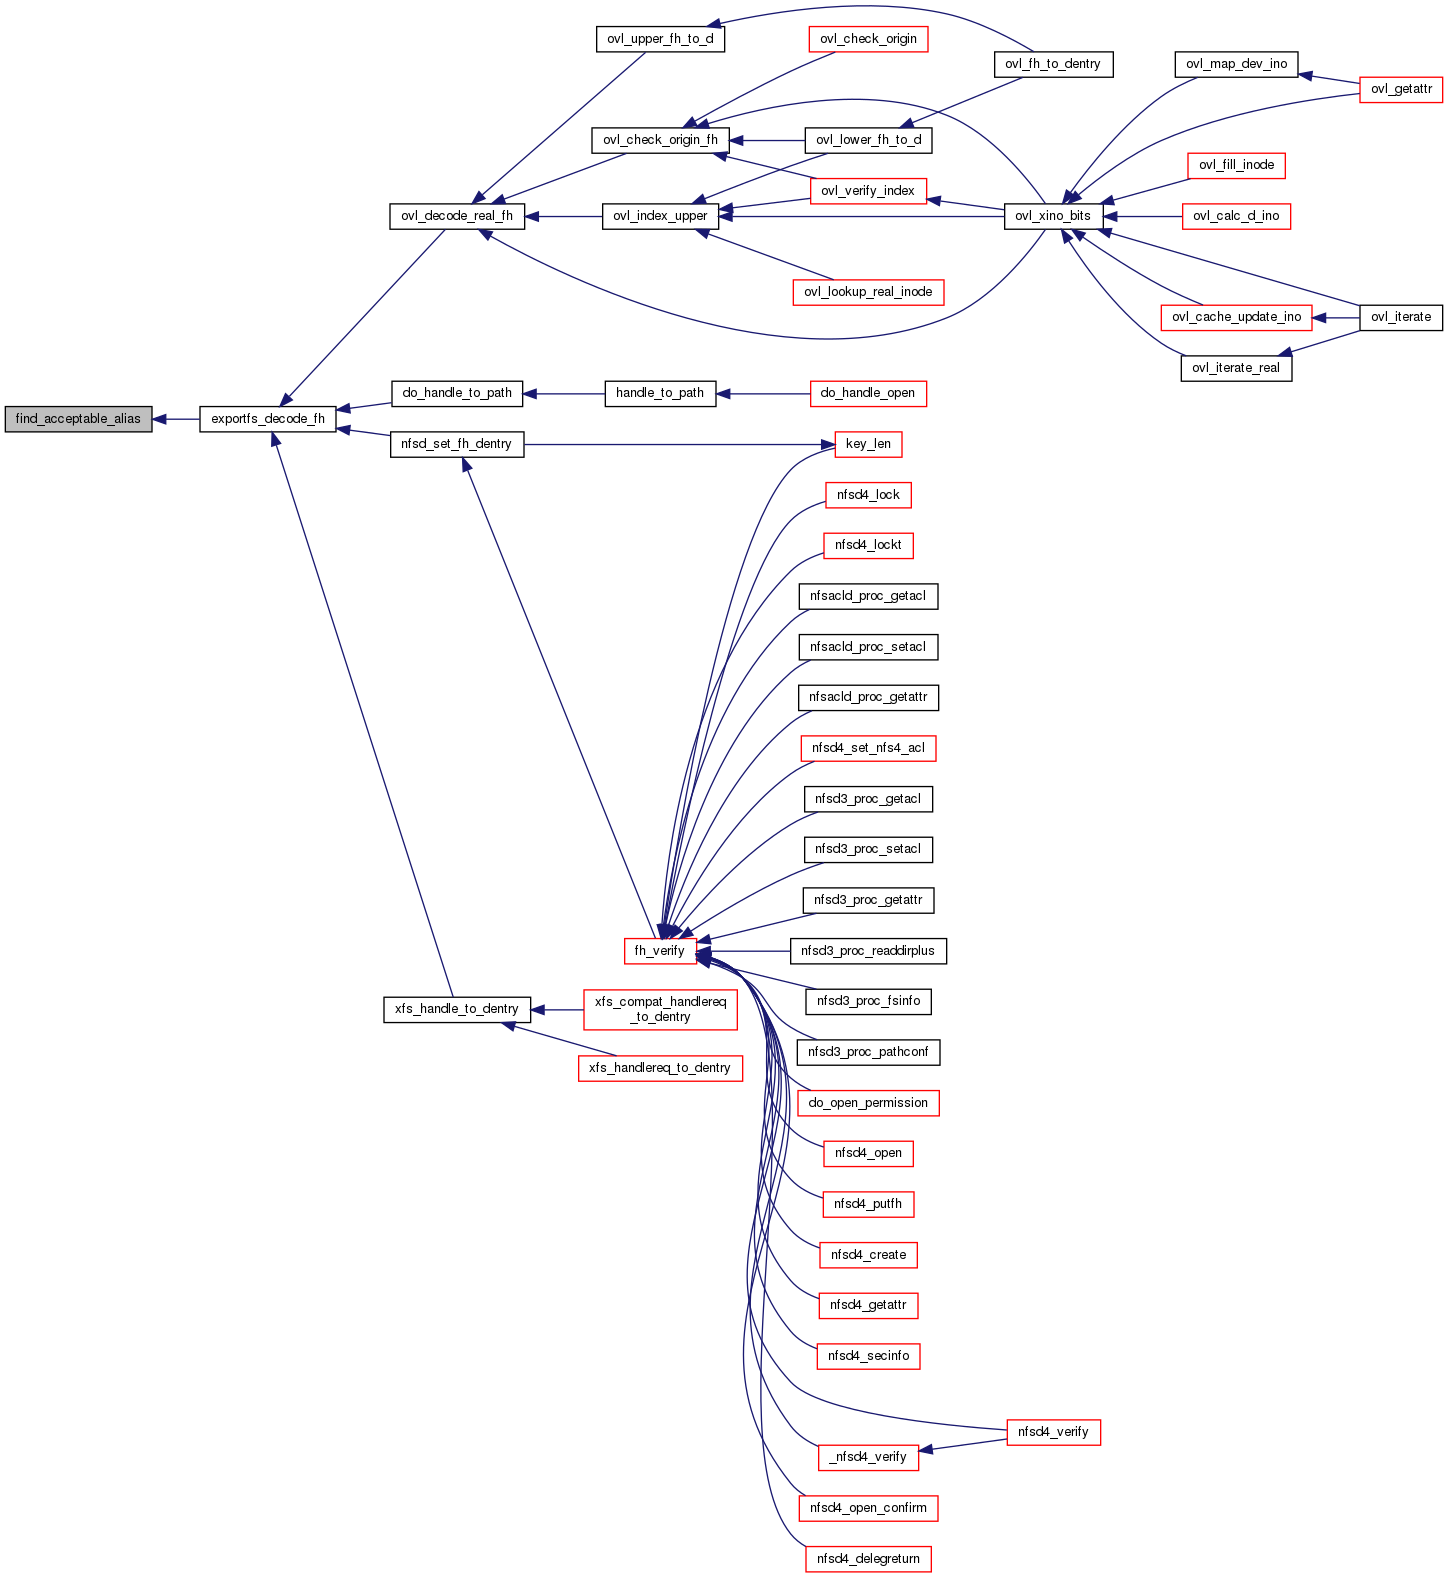 find_acceptable_alias
exportfs_decode_fh
ovl_decode_real_fh
ovl_upper_fh_to_d
ovl_check_origin
ovl_fh_to_dentry
ovl_check_origin_fh
ovl_lower_fh_to_d
ovl_verify_index
ovl_index_upper
ovl_lookup_real_inode
ovl_xino_bits
ovl_map_dev_ino
ovl_getattr
ovl_fill_inode
ovl_calc_d_ino
ovl_cache_update_ino
ovl_iterate
ovl_iterate_real
do_handle_to_path
handle_to_path
do_handle_open
nfsd_set_fh_dentry
key_len
nfsd4_lock
nfsd4_lockt
nfsacld_proc_getacl
nfsacld_proc_setacl
nfsacld_proc_getattr
nfsd4_set_nfs4_acl
nfsd3_proc_getacl
nfsd3_proc_setacl
nfsd3_proc_getattr
fh_verify
nfsd3_proc_readdirplus
nfsd3_proc_fsinfo
xfs_handle_to_dentry
xfs_compat_handlereq
_to_dentry
xfs_handlereq_to_dentry
nfsd3_proc_pathconf
do_open_permission
nfsd4_open
nfsd4_putfh
nfsd4_create
nfsd4_getattr
nfsd4_secinfo
nfsd4_verify
_nfsd4_verify
nfsd4_open_confirm
nfsd4_delegreturn